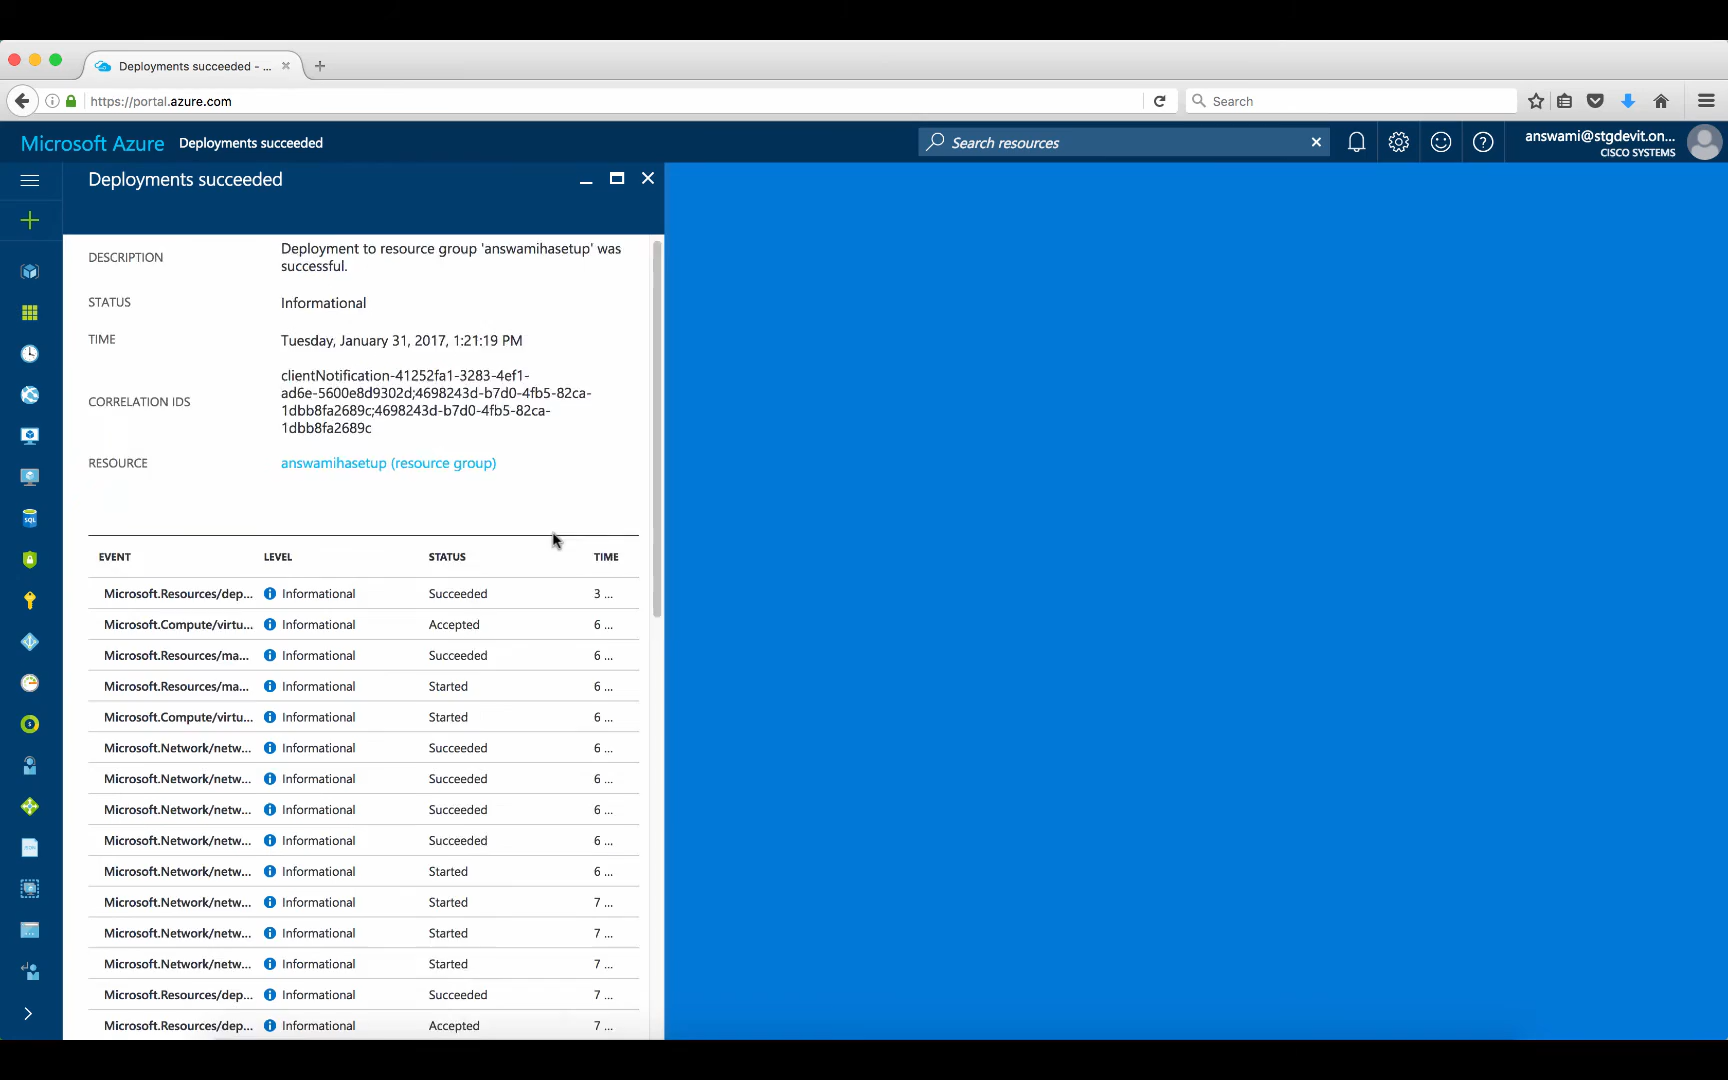 Deployments succeeded - ...
https://portal.azure.com
Search
Microsoft Azure Deployments succeeded
Search resources
answami@stgdevit.on...
CISCO SYSTEMS
Deployments succeeded
DESCRIPTION
Deployment to resource group 'answamihasetup' was
successful.
STATUS
Informational
TIME
Tuesday, January 31, 2017, 1:21:19 PM
CORRELATION IDS
clientNotification-41252fa1-3283-4ef1-
ad6e-5600e8d9302d;4698243d-b7d0-4fb5-82ca-
1dbb8fa2689c;4698243d-b7d0-4fb5-82ca-
1dbb8fa2689c
RESOURCE
answamihasetup (resource group)
EVENT LEVEL STATUS TIME
Microsoft.Resources/dep... Informational Succeeded 3 ...
Microsoft.Compute/virtu... Informational Accepted 6 ...
Microsoft.Resources/ma... Informational Succeeded 6 ...
Microsoft.Resources/ma... Informational Started 6 ...
Microsoft.Compute/virtu... Informational Started 6 ...
Microsoft.Network/netw... Informational Succeeded 6 ...
Microsoft.Network/netw... Informational Succeeded 6 ...
Microsoft.Network/netw... Informational Succeeded 6 ...
Microsoft.Network/netw... Informational Succeeded 6 ...
Microsoft.Network/netw... Informational Started 6 ...
Microsoft.Network/netw... Informational Started 7 ...
Microsoft.Network/netw... Informational Started 7 ...
Microsoft.Network/netw... Informational Started 7 ...
Microsoft.Resources/dep... Informational Succeeded 7 ...
Microsoft.Resources/dep... Informational Accepted 7 ...
SQL